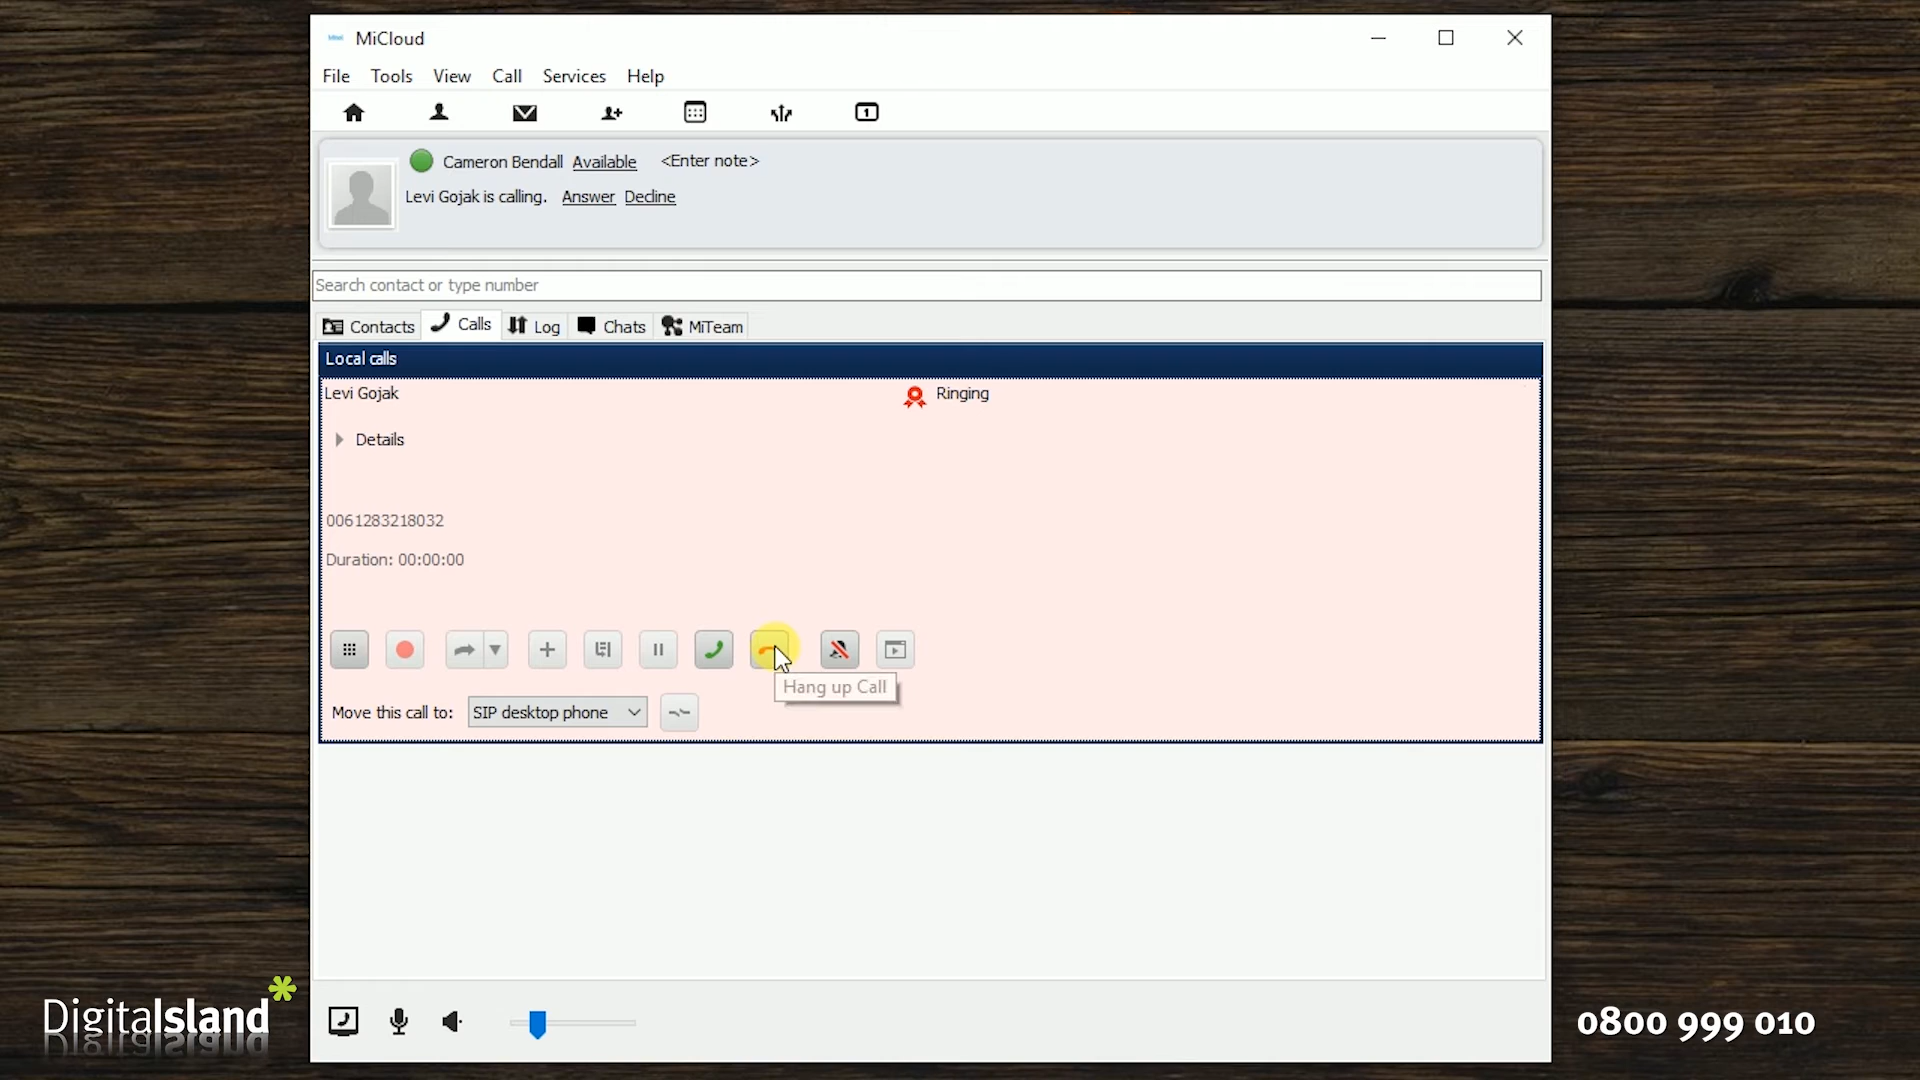 MiCloud
File Tools View Call Services Help
1
Cameron Bendall Available <Enter note>
Levi Gojak is calling. Answer Decline
Search contact or type number
Contacts Calls Log Chats MiTeam
Local calls
Levi Gojak Ringing
Details
0061283218032
Duration: 00:00:00
Hang up Call
Move this call to: SIP desktop phone
DigitalIsland*
0800 999 010